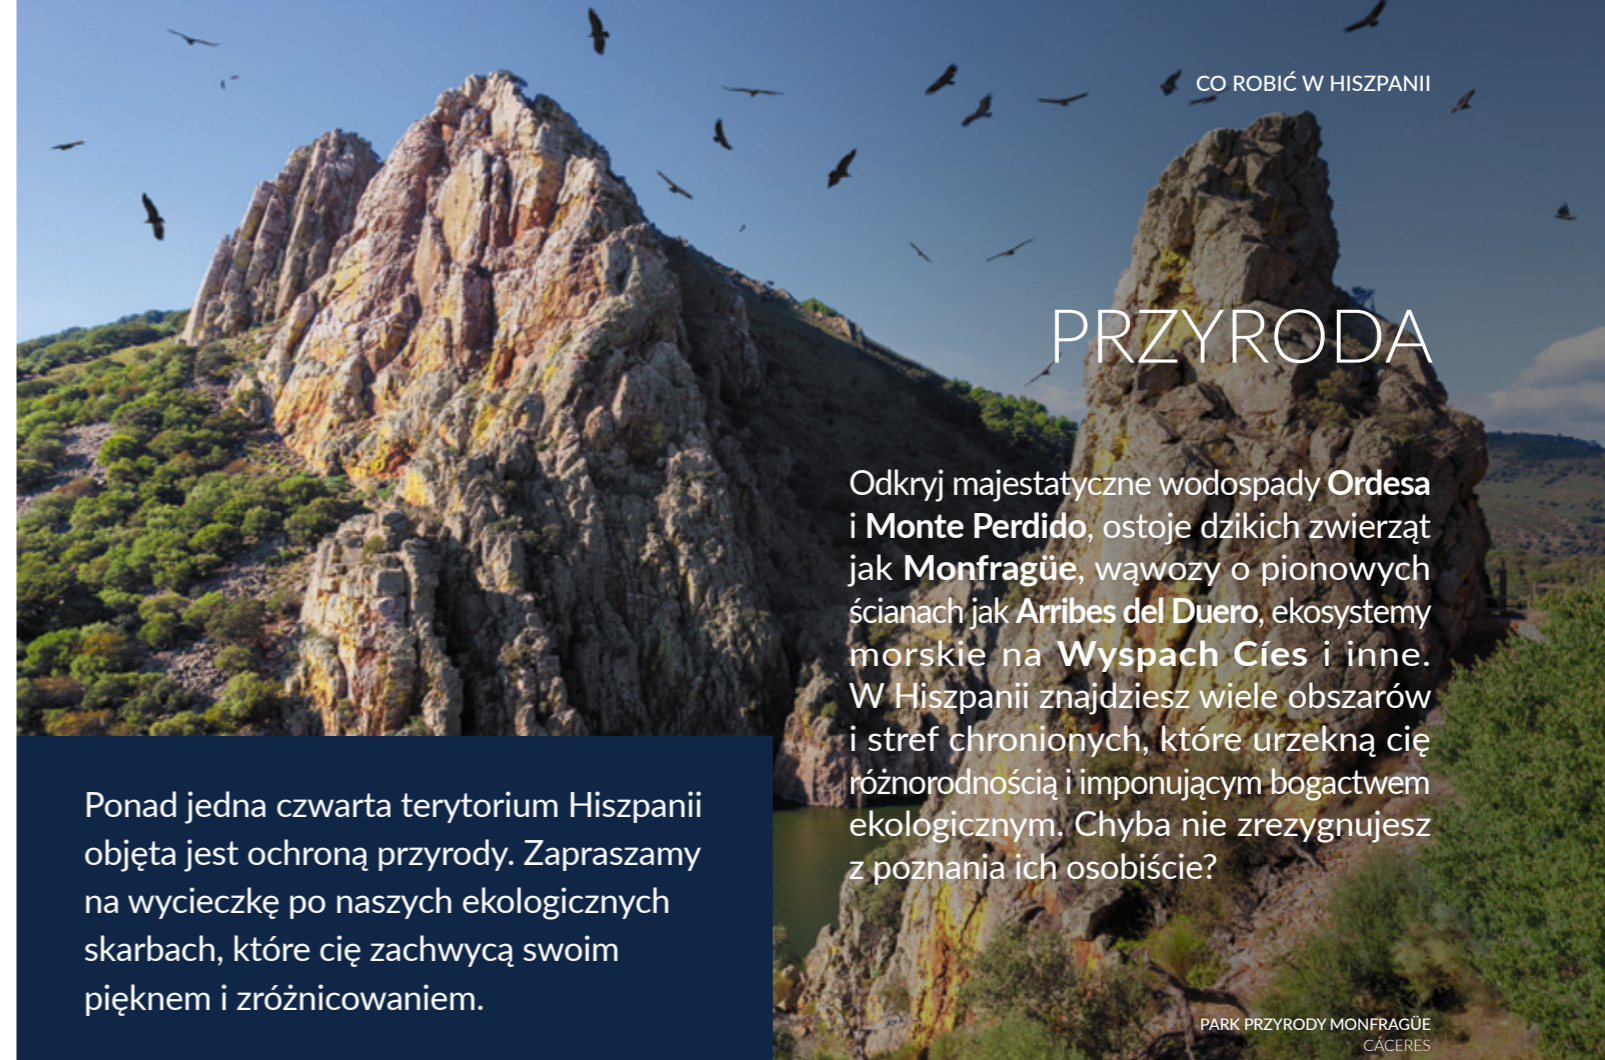 CO ROBIĆ W HISZPANII
PRZYRODA
Odkryj majestatyczne wodospady Ordesa
i Monte Perdido, ostoje dzikich zwierząt
jak Monfragüe, wąwozy o pionowych
ścianach jak Arribes del Duero, ekosystemy
morskie na Wyspach Cíes i inne.
W Hiszpanii znajdziesz wiele obszarów
i stref chronionych, które urzekną cię
różnorodnością i imponującym bogactwem
ekologicznym. Chyba nie zrezygnujesz
z poznania ich osobiście?
Ponad jedna czwarta terytorium Hiszpanii
objęta jest ochroną przyrody. Zapraszamy
na wycieczkę po naszych ekologicznych
skarbach, które cię zachwycą swoim
pięknem i zróżnicowaniem.
PARK PRZYRODY MONFRAGÜE
CÁCERES